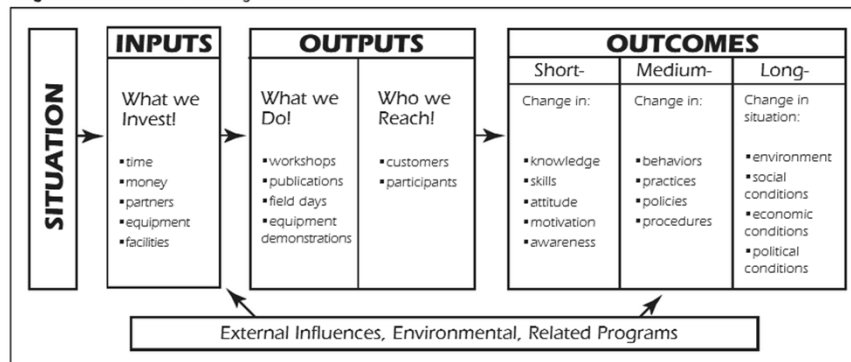 SITUATION
INPUTS
What we
Invest!
▪time
▪money
▪partners
▪equipment
▪facilities
OUTPUTS
What we
Do!
▪workshops
▪publications
▪field days
▪equipment
demonstrations
Who we
Reach!
▪customers
▪participants
OUTCOMES
Short-
Change in:
▪knowledge
▪skills
▪attitude
▪motivation
▪awareness
Medium-
Change in:
▪behaviors
▪practices
▪policies
▪procedures
Long-
Change in
situation:
▪environment
▪social
conditions
▪economic
conditions
▪political
conditions
External Influences, Environmental, Related Programs